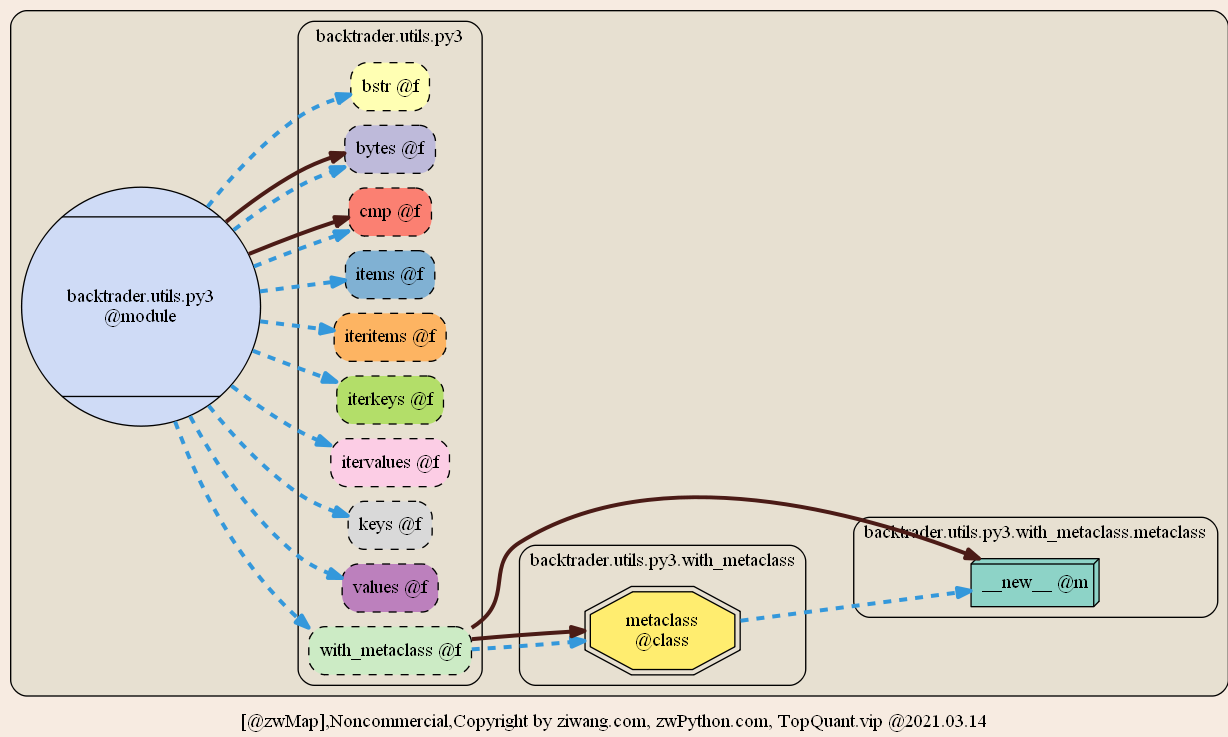 backtrader.utils.py3
bstr @f
bytes @f
cmp @f
items @f
iteritems @f
iterkeys @f
itervalues @f
keys @f
values @f
with_metaclass @f
backtrader.utils.py3
@module
backtrader.utils.py3.with_metaclass
metaclass
@class
backtrader.utils.py3.with_metaclass.metaclass
__new__ @m
[@zwMap],Noncommercial,Copyright by ziwang.com, zwPython.com, TopQuant.vip @2021.03.14